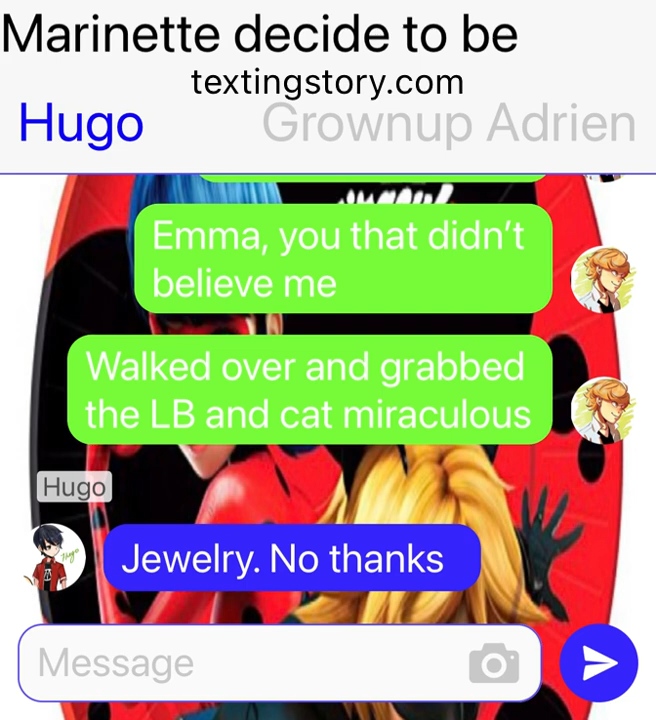 Marinette decide to be
textingstory.com
Hugo Grownup Adrien
Emma, you that didn’t
believe me
Walked over and grabbed
the LB and cat miraculous
Hugo
Hugo
Jewelry. No thanks
Message